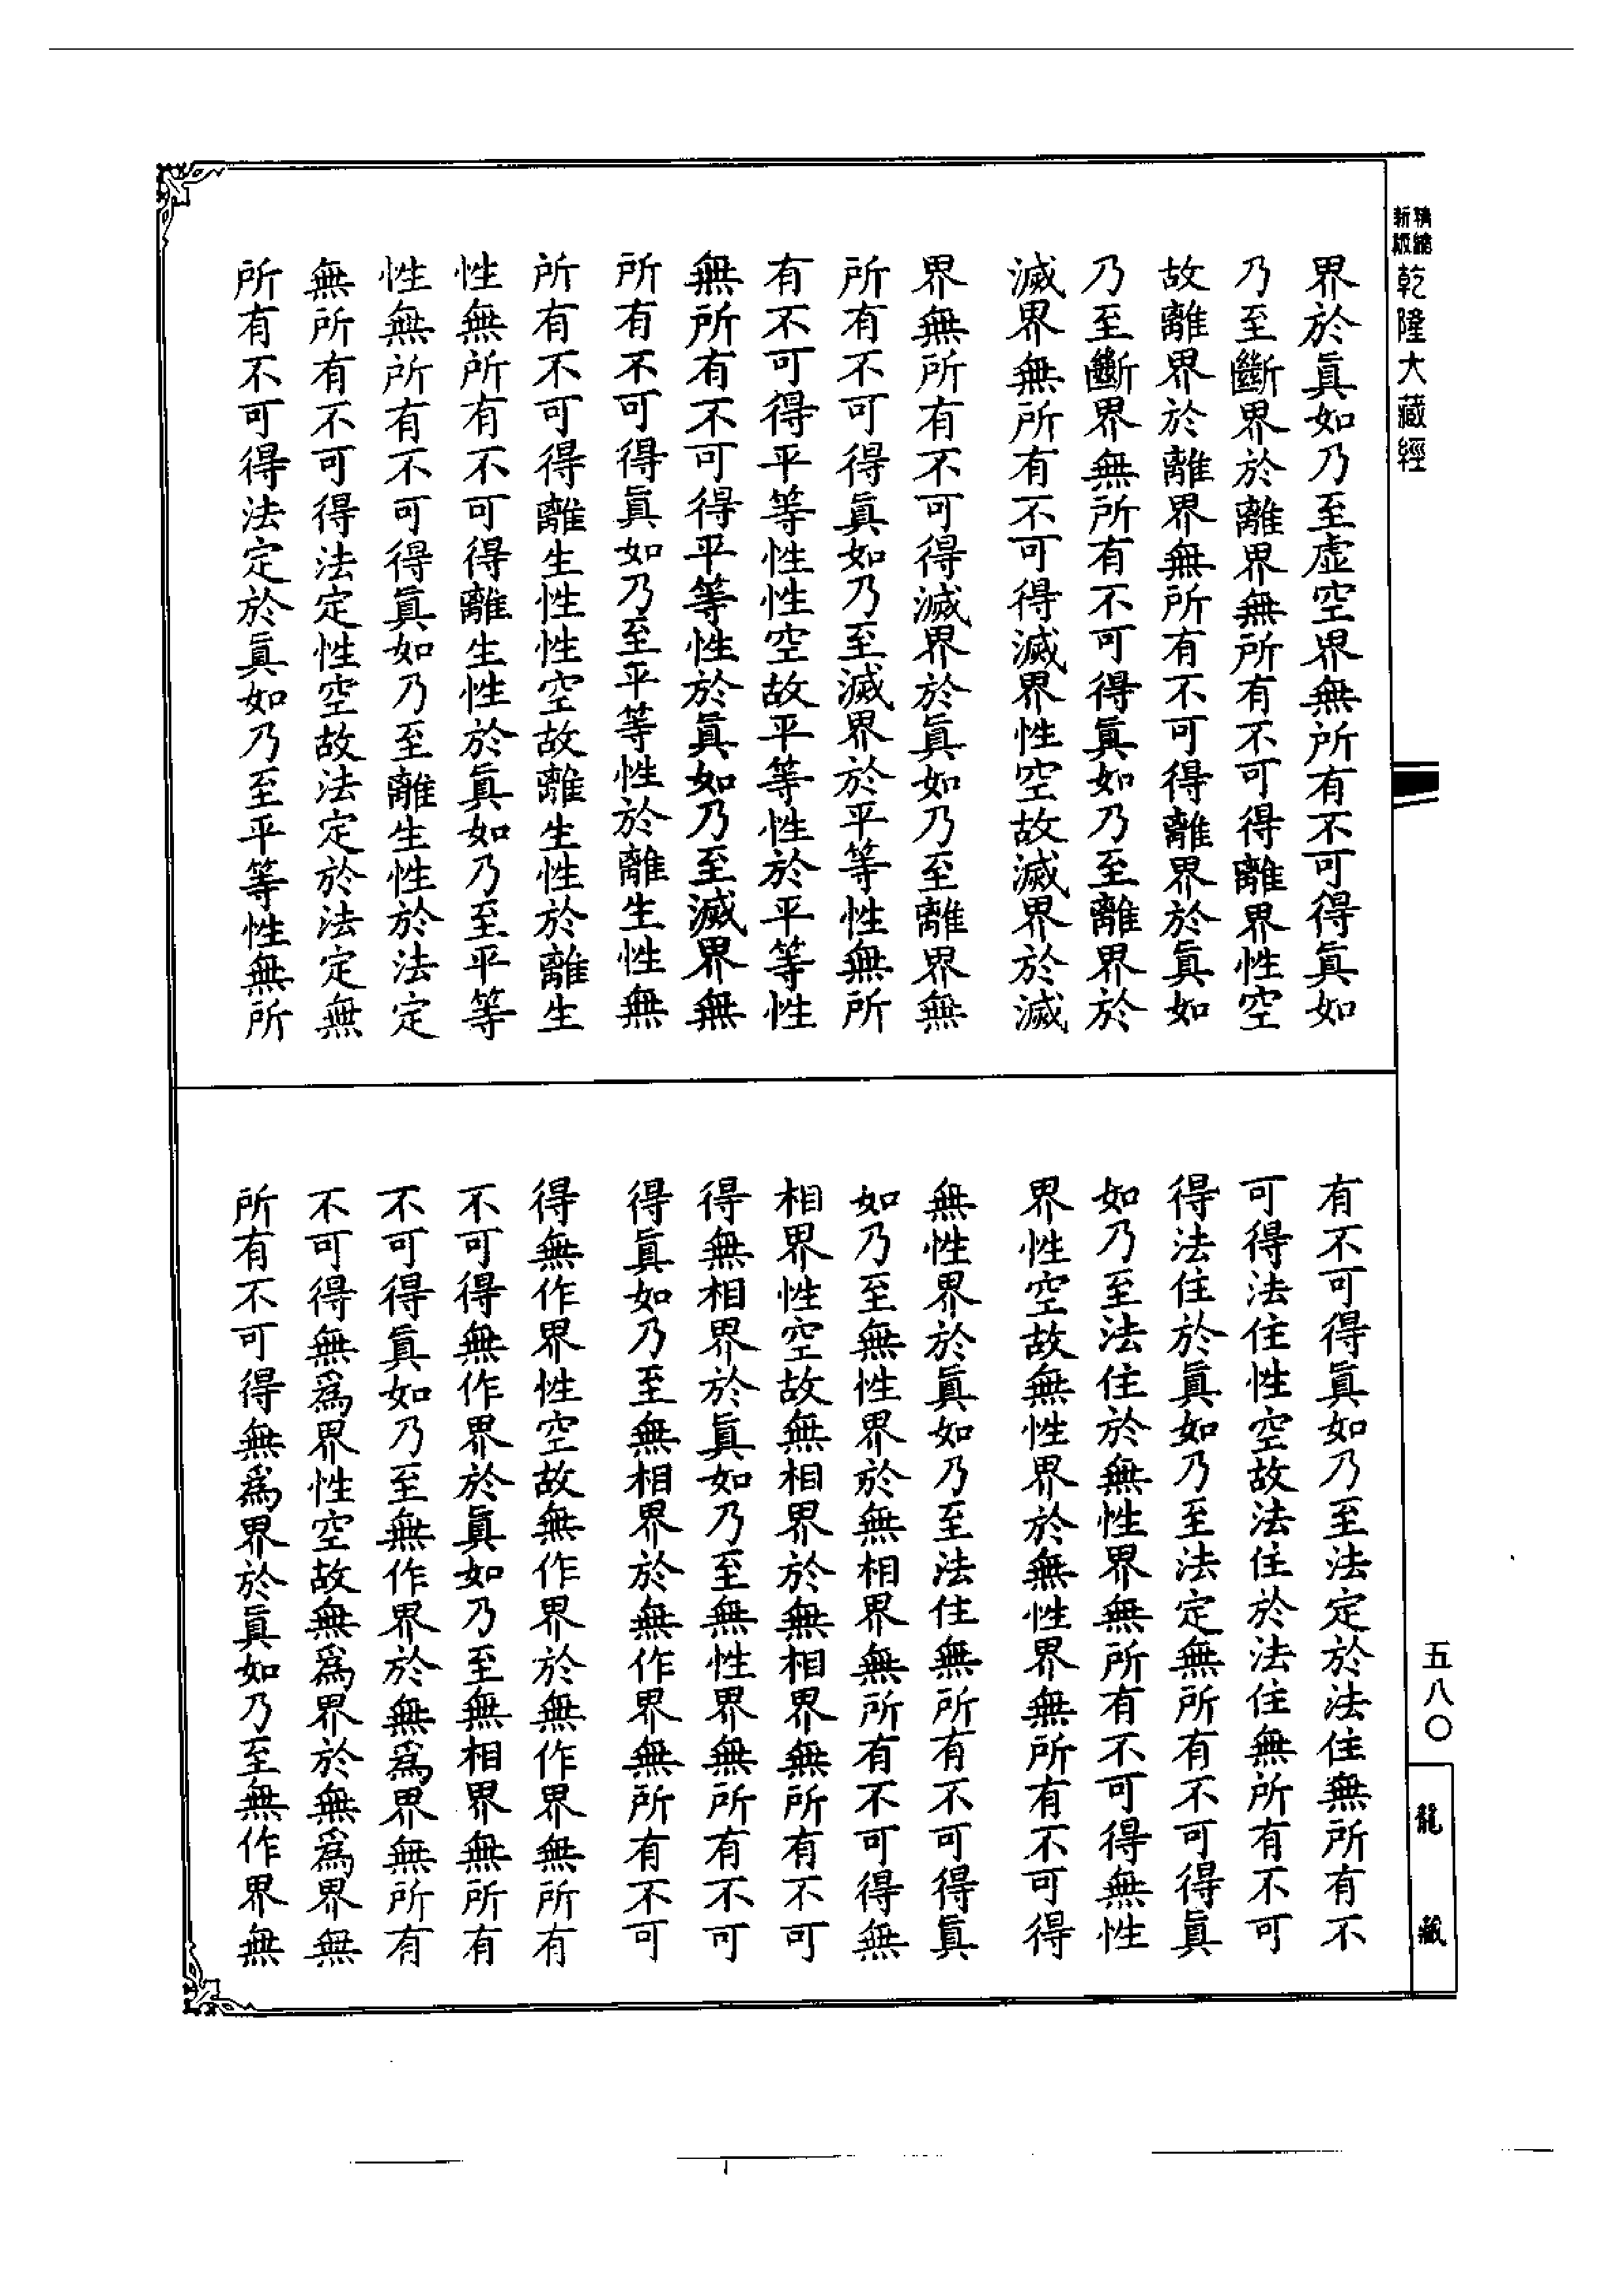 新版精縮
乾隆大藏經
界於眞如乃至虛空界無所有不可得眞如
乃至斷界於離界無所有不可得離界性空
故離界於離界無所有不可得離界於眞如
乃至斷界無所有不可得眞如乃至離界於
滅界無所有不可得滅界性空故滅界於滅
界無所有不可得滅界於眞如乃至離界無
所有不可得眞如乃至滅界於平等性無所
有不可得平等性性空故平等性於平等性
無所有不可得平等性於眞如乃至滅界無
所有不可得眞如乃至平等性於離生性無
所有不可得離生性性空故離生性於離生
性無所有不可得離生性於眞如乃至平等
性無所有不可得眞如乃至離生性於法定
無所有不可得法定性空故法定於法定無
所有不可得法定於眞如乃至平等性無所
有不可得眞如乃至法定於法住無所有不
可得法住性空故法住於法住無所有不可
得法住於眞如乃至法定無所有不可得眞
如乃至法住於無性界無所有不可得無性
界性空故無性界於無性界無所有不可得
無性界於眞如乃至法住無所有不可得眞
如乃至無性界於無相界無所有不可得無
相界性空故無相界於無相界無所有不可
得無相界於眞如乃至無性界無所有不可
得眞如乃至無相界於無作界無所有不可
得無作界性空故無作界於無作界無所有
不可得無作界於眞如乃至無相界無所有
不可得眞如乃至無作界於無爲界無所有
不可得無爲界性空故無爲界於無爲界無
所有不可得無爲界於眞如乃至無作界無
五八〇
龍藏